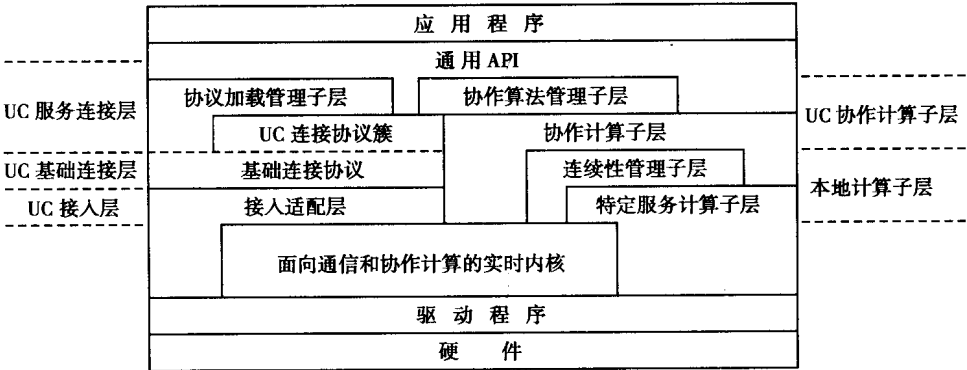 应 用 程 序
通 用 API
协议加载管理子层
协作算法管理子层
UC 服务连接层
UC 连接协议簇
协作计算子层
UC 协作计算子层
UC 基础连接层
基础连接协议
连续性管理子层
本地计算子层
UC 接入层
接入适配层
特定服务计算子层
面向通信和协作计算的实时内核
驱 动 程 序
硬 件